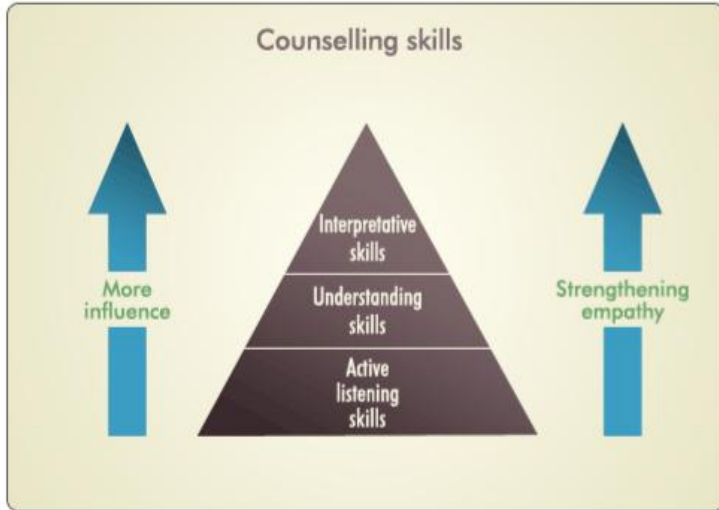 Counselling skills
Interpretative
skills
More
influence
Understanding
skills
Strengthening
empathy
Active
listening
skills